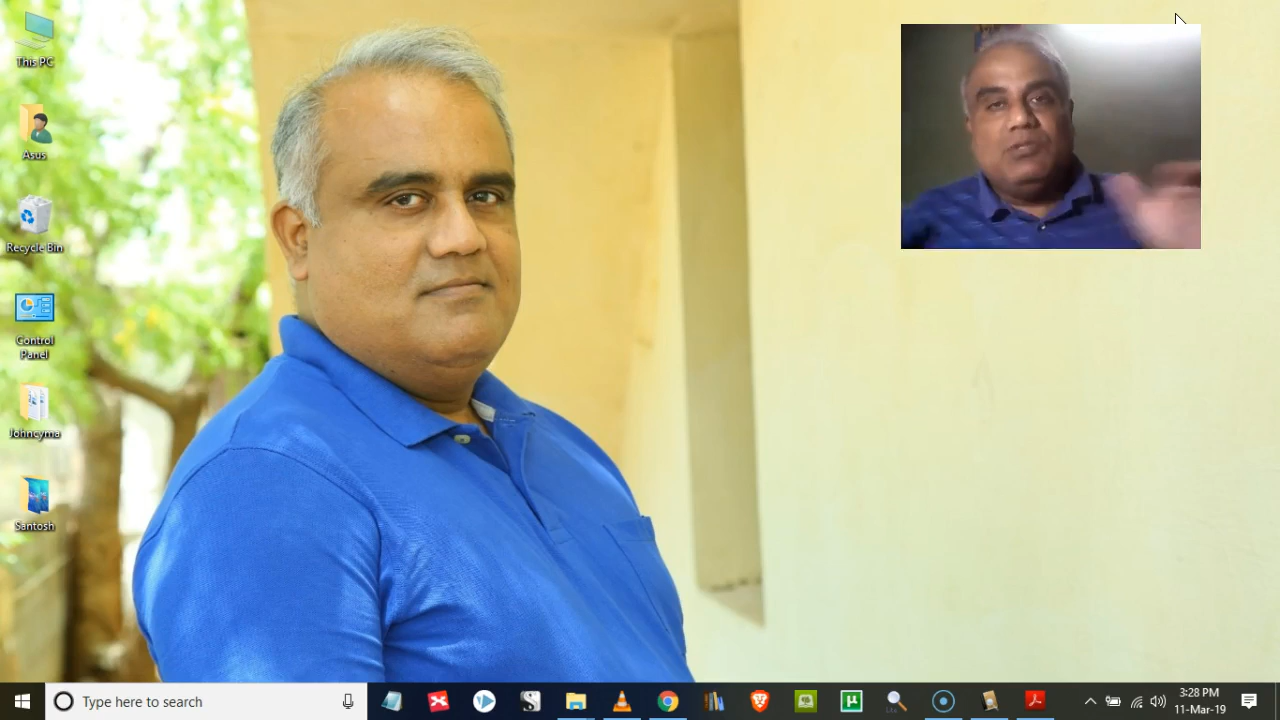 This PC
Asus
Recycle Bin
Control
Panel
Johncyma
Santosh
Type here to search
3:28 PM
11-Mar-19